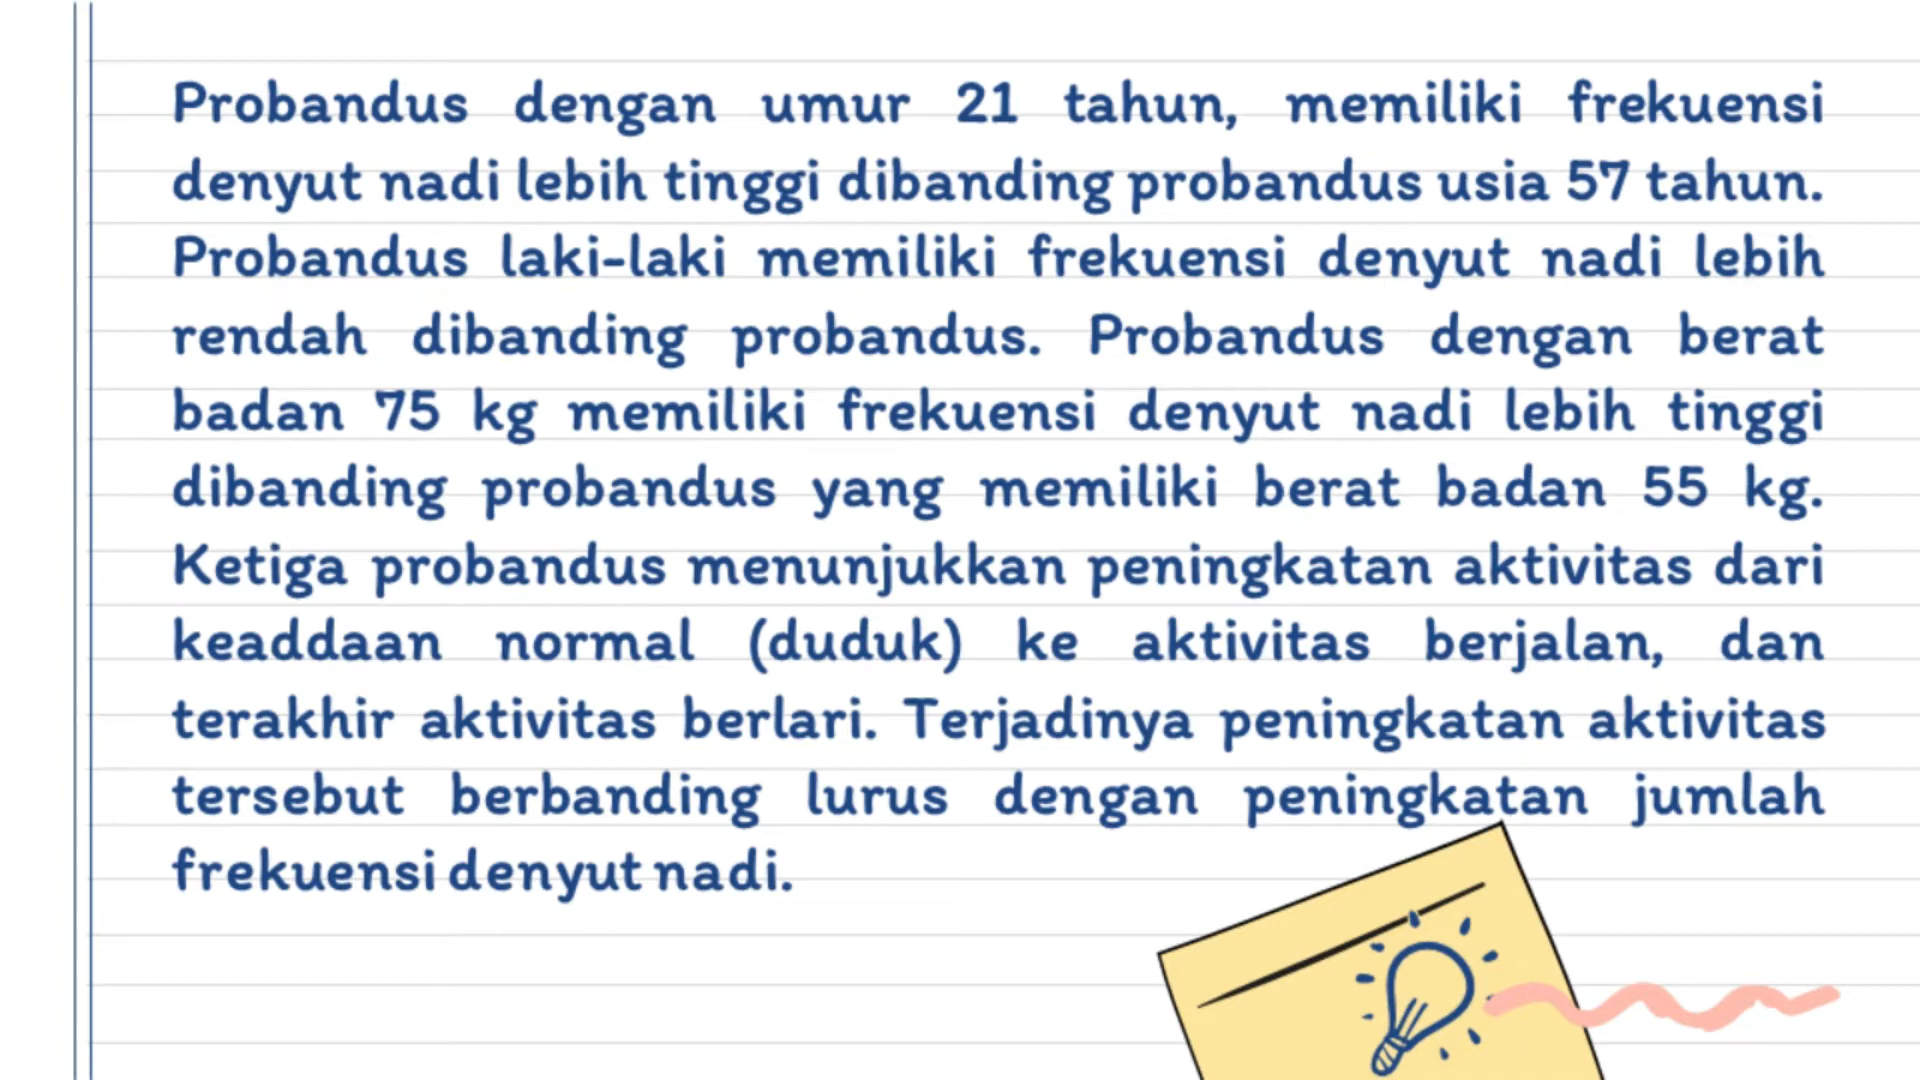 Probandus dengan umur 21 tahun, memiliki frekuensi
denyut nadi lebih tinggi dibanding probandus usia 57 tahun.
Probandus laki-laki memiliki frekuensi denyut nadi lebih
rendah dibanding probandus. Probandus dengan berat
badan 75 kg memiliki frekuensi denyut nadi lebih tinggi
dibanding probandus yang memiliki berat badan 55 kg.
Ketiga probandus menunjukkan peningkatan aktivitas dari
keaddaan normal (duduk) ke aktivitas berjalan, dan
terakhir aktivitas berlari. Terjadinya peningkatan aktivitas
tersebut berbanding lurus dengan peningkatan jumlah
frekuensi denyut nadi.